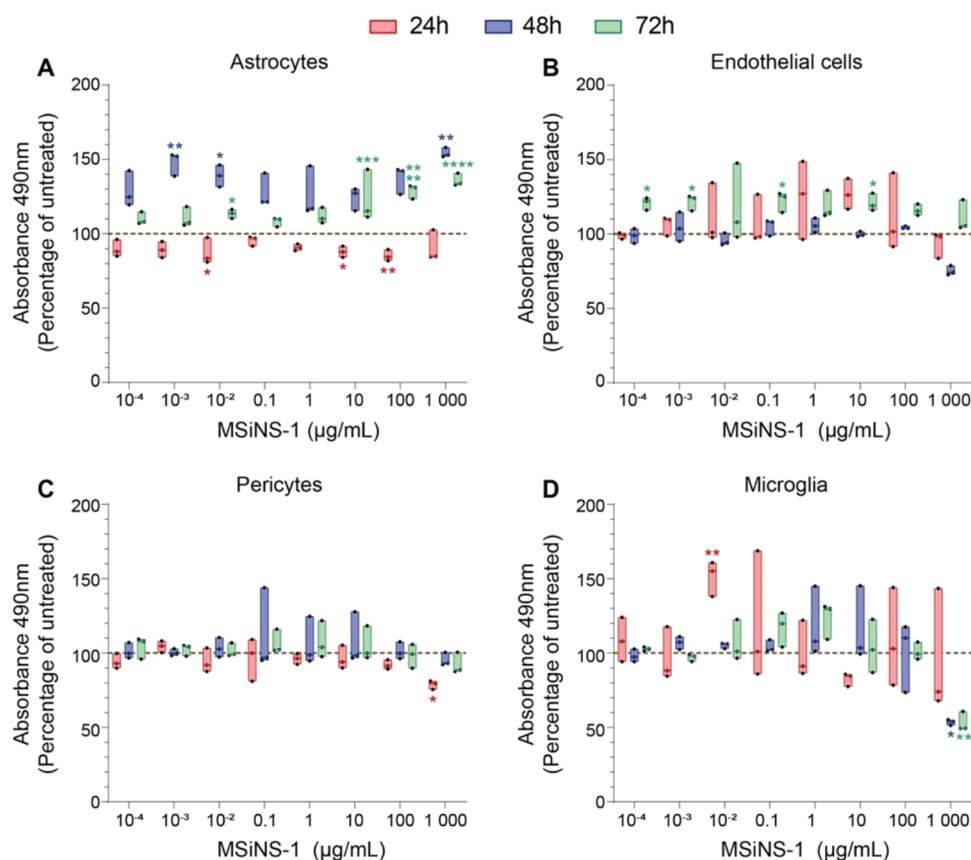 24h 48h 72h
A Astrocytes
Absorbance 490nm
(Percentage of untreated)
200
150
100
50
0
** * ** *** ** ** **** * * * **
10⁻⁴ 10⁻³ 10⁻² 0.1 1 10 100 1 000
MSiNS-1 (µg/mL)
B Endothelial cells
Absorbance 490nm
(Percentage of untreated)
200
150
100
50
0
* * * *
10⁻⁴ 10⁻³ 10⁻² 0.1 1 10 100 1 000
MSiNS-1 (µg/mL)
C Pericytes
Absorbance 490nm
(Percentage of untreated)
200
150
100
50
0
*
10⁻⁴ 10⁻³ 10⁻² 0.1 1 10 100 1 000
MSiNS-1 (µg/mL)
D Microglia
Absorbance 490nm
(Percentage of untreated)
200
150
100
50
0
** * **
10⁻⁴ 10⁻³ 10⁻² 0.1 1 10 100 1 000
MSiNS-1 (µg/mL)